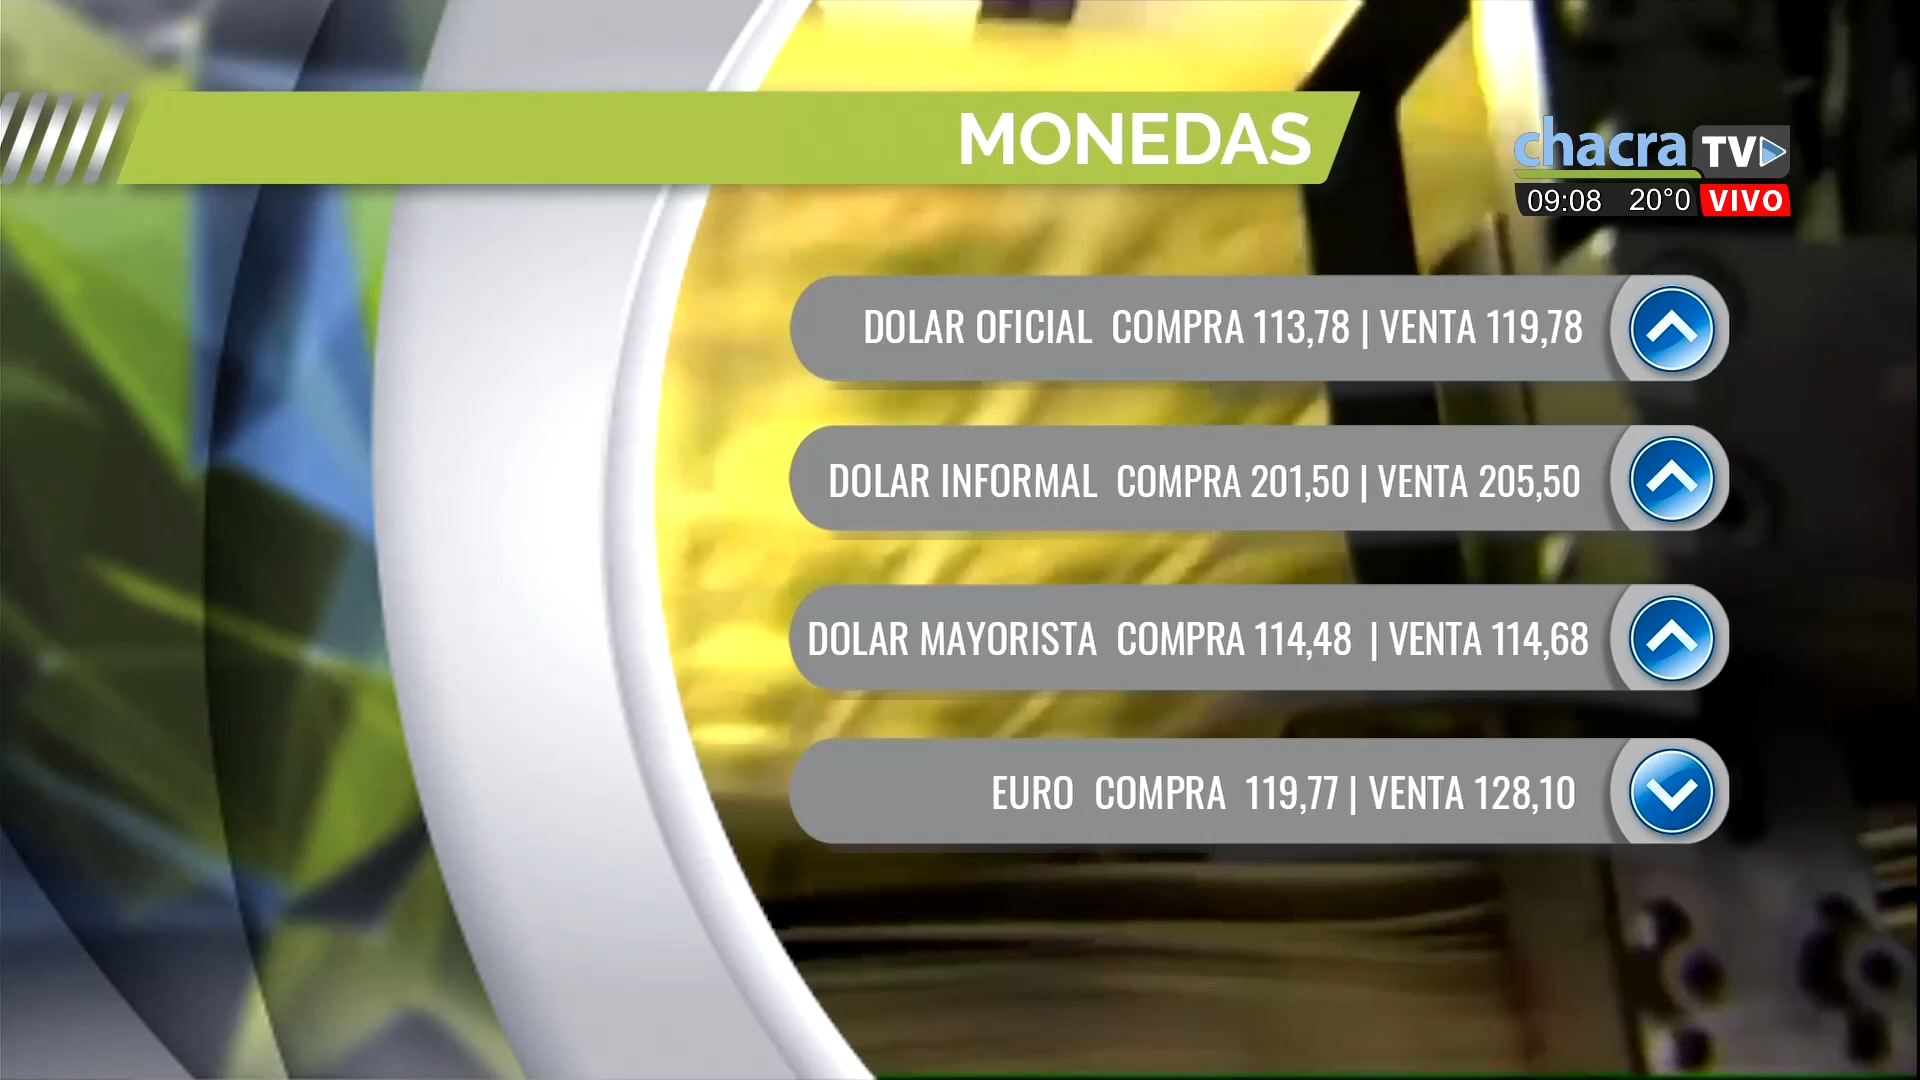 MONEDAS
chacra TV
09:08 20°0 VIVO
DOLAR OFICIAL COMPRA 113,78 | VENTA 119,78
DOLAR INFORMAL COMPRA 201,50 | VENTA 205,50
DOLAR MAYORISTA COMPRA 114,48 | VENTA 114,68
EURO COMPRA 119,77 | VENTA 128,10